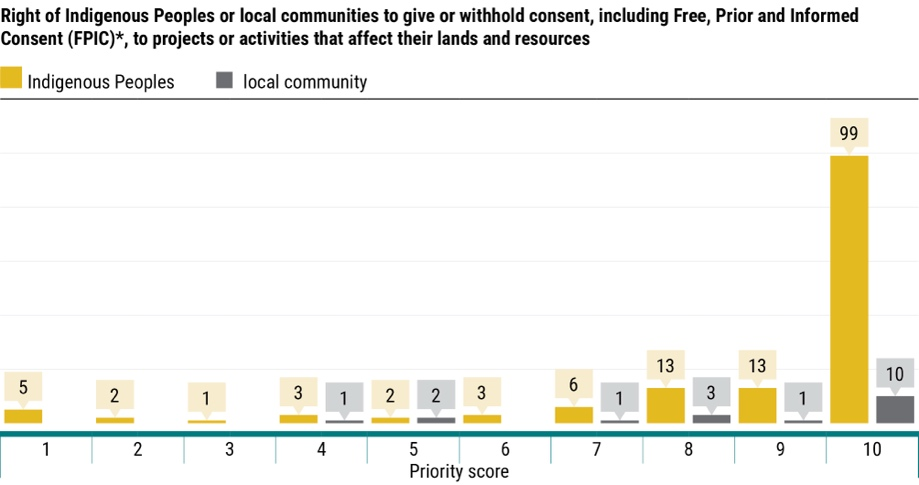 Right of Indigenous Peoples or local communities to give or withhold consent, including Free, Prior and Informed
Consent (FPIC)*, to projects or activities that affect their lands and resources
Indigenous Peoples local community
99
5 2 1 3 1 2 2 3 6 1 13 3 13 1 10
1 2 3 4 5 6 7 8 9 10
Priority score